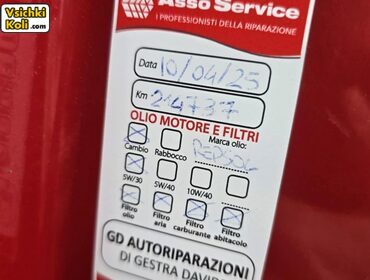 Vsichki
Koli.com
Asso Service
I PROFESSIONISTI DELLA RIPARAZIONE
Data 10/04/25
Km 214737
OLIO MOTORE E FILTRI
Marca olio:
Cambio Rabbocco REPSOL
5W/30 5W/40 10W/40
Filtro olio Filtro aria Filtro carburante Filtro abitacolo
GD AUTORIPARAZIONI
DI GESTRA DAVID